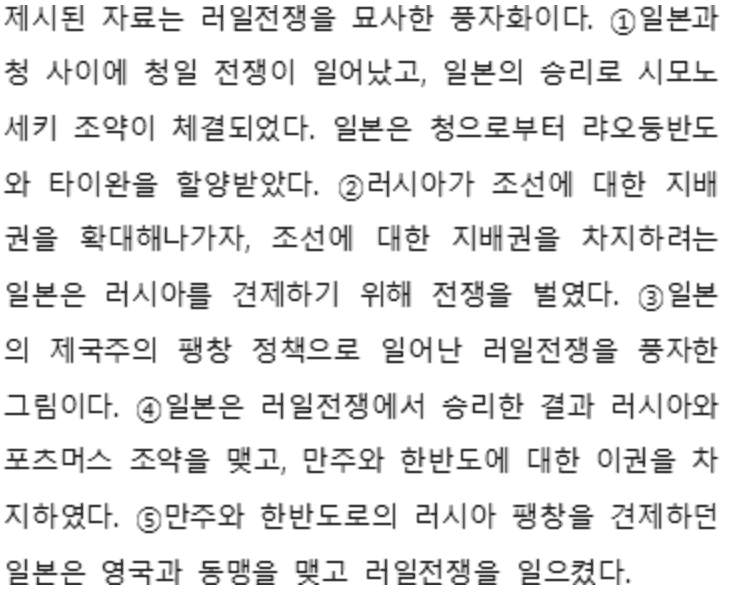 제시된 자료는 러일전쟁을 묘사한 풍자화이다. ①일본과
청 사이에 청일 전쟁이 일어났고, 일본의 승리로 시모노
세키 조약이 체결되었다. 일본은 청으로부터 랴오둥반도
와 타이완을 할양받았다. ②러시아가 조선에 대한 지배
권을 확대해나가자, 조선에 대한 지배권을 차지하려는
일본은 러시아를 견제하기 위해 전쟁을 벌였다. ③일본
의 제국주의 팽창 정책으로 일어난 러일전쟁을 풍자한
그림이다. ④일본은 러일전쟁에서 승리한 결과 러시아와
포츠머스 조약을 맺고, 만주와 한반도에 대한 이권을 차
지하였다. ⑤만주와 한반도로의 러시아 팽창을 견제하던
일본은 영국과 동맹을 맺고 러일전쟁을 일으켰다.